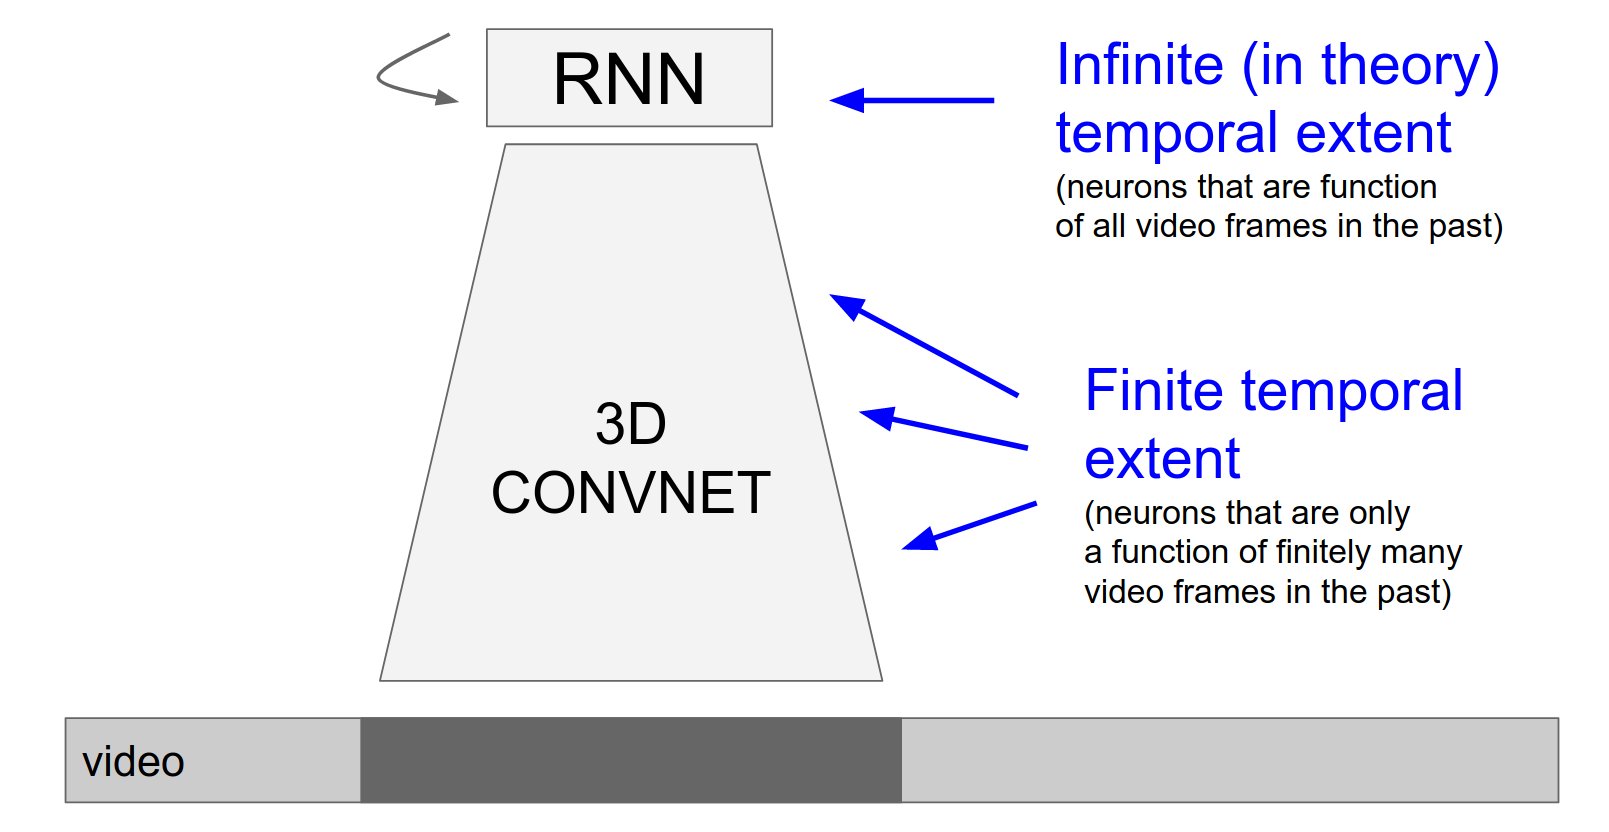 RNN
Infinite (in theory)
temporal extent
(neurons that are function
of all video frames in the past)
3D
CONVNET
Finite temporal
extent
(neurons that are only
a function of finitely many
video frames in the past)
video